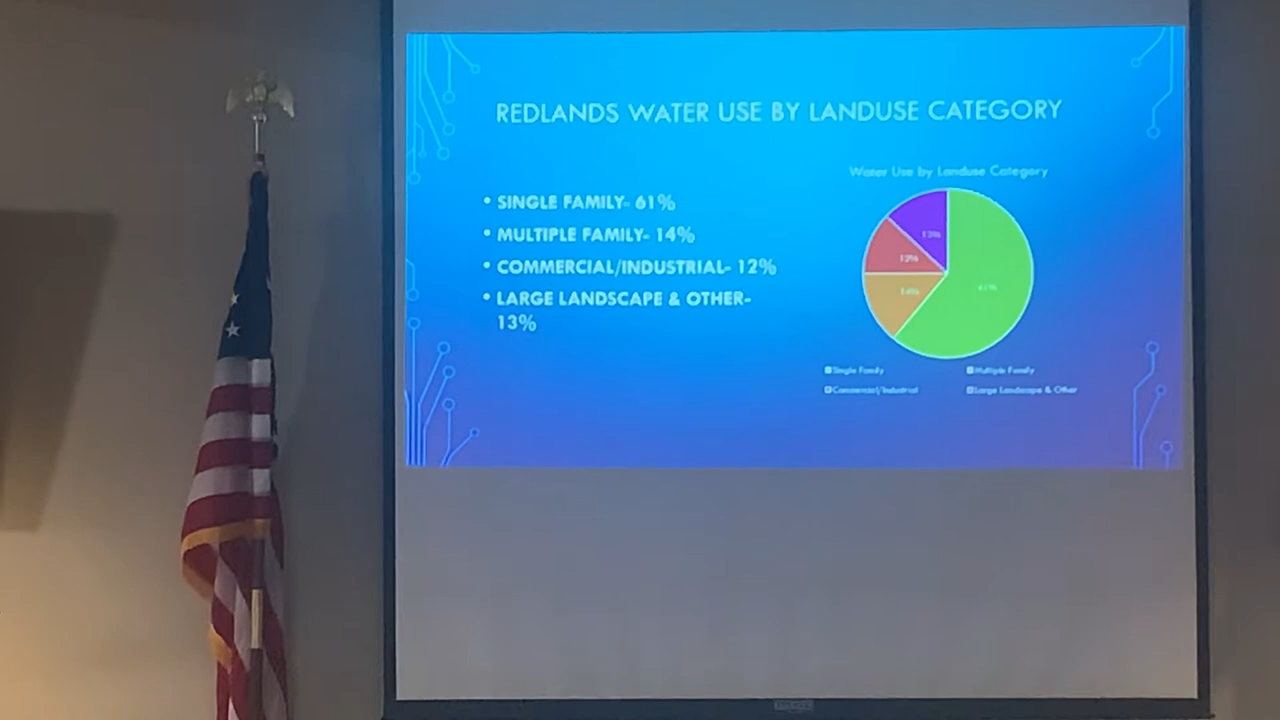 REDLANDS WATER USE BY LANDUSE CATEGORY
• SINGLE FAMILY- 61%
• MULTIPLE FAMILY- 14%
• COMMERCIAL/INDUSTRIAL- 12%
• LARGE LANDSCAPE & OTHER-
13%
Water Use by Landuse Category
13%
12%
14%
61%
Single Family
Multiple Family
Commercial/Industrial
Large Landscape & Other